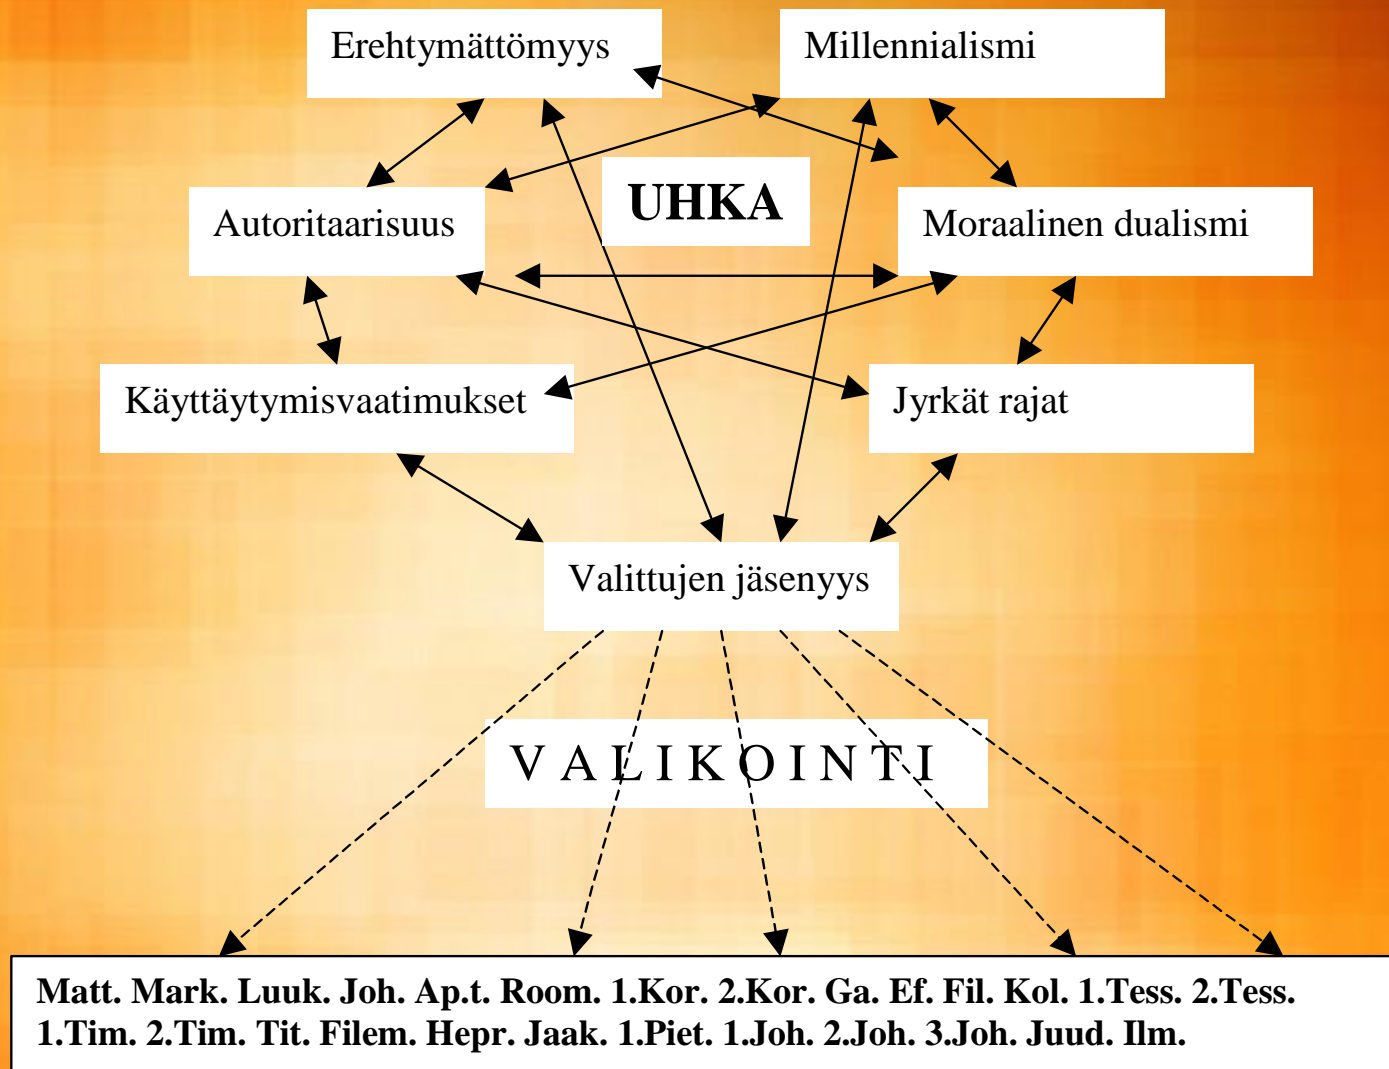 Erehtymättömyys
Millennialismi
UHKA
Autoritaarisuus
Moraalinen dualismi
Käyttäytymisvaatimukset
Jyrkät rajat
Valittujen jäsenyys
V A L I K O I N T I
Matt. Mark. Luuk. Joh. Ap.t. Room. 1.Kor. 2.Kor. Ga. Ef. Fil. Kol. 1.Tess. 2.Tess.
1.Tim. 2.Tim. Tit. Filem. Hepr. Jaak. 1.Piet. 1.Joh. 2.Joh. 3.Joh. Juud. Ilm.